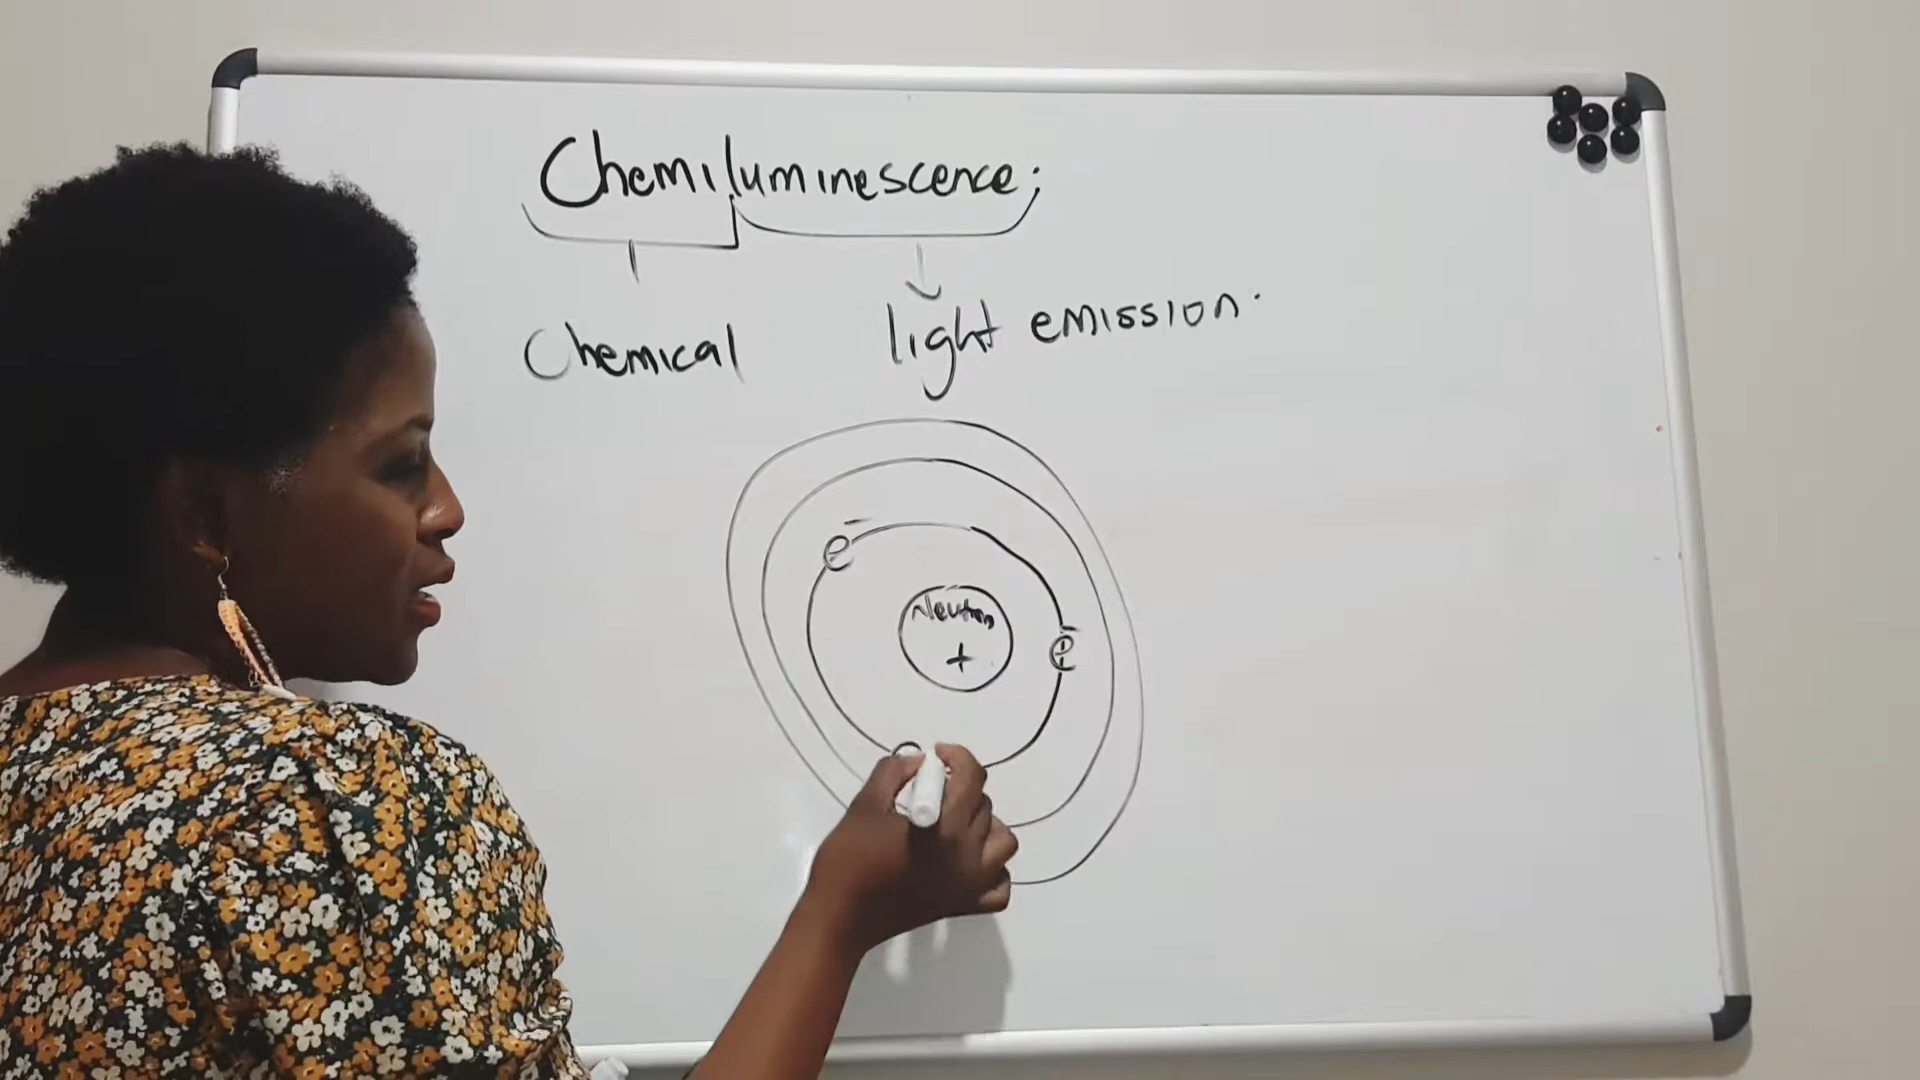 Chemiluminescence:
Chemical light emission.
e-
Neutron
+
e-